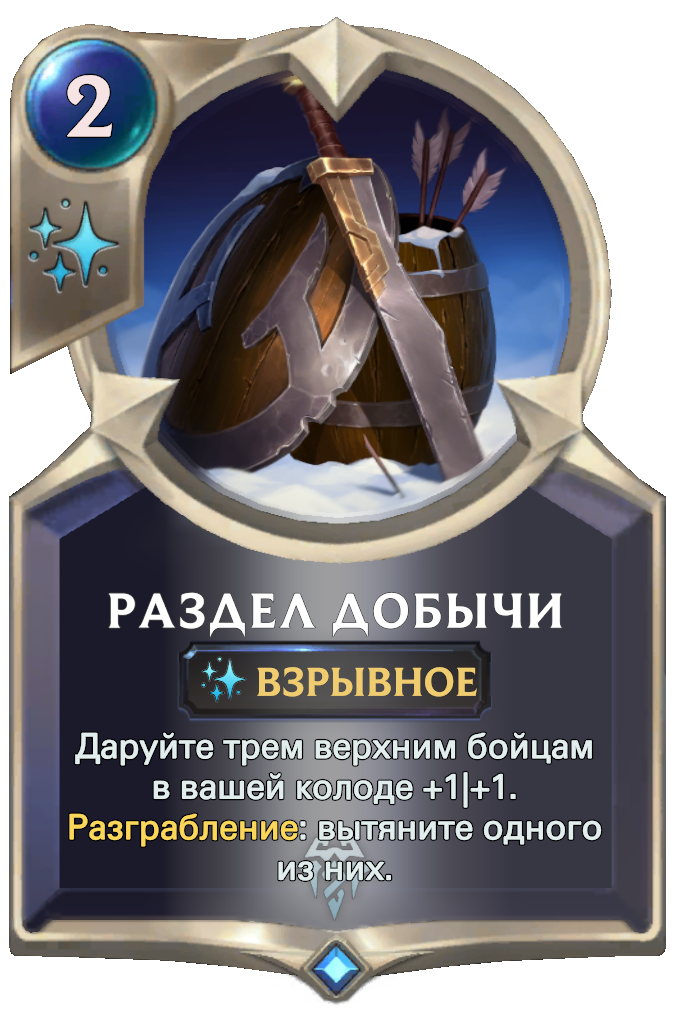 2
РАЗДЕЛ ДОБЫЧИ
ВЗРЫВНОЕ
Даруйте трем верхним бойцам
в вашей колоде +1|+1.
Разграбление: вытяните одного
из них.